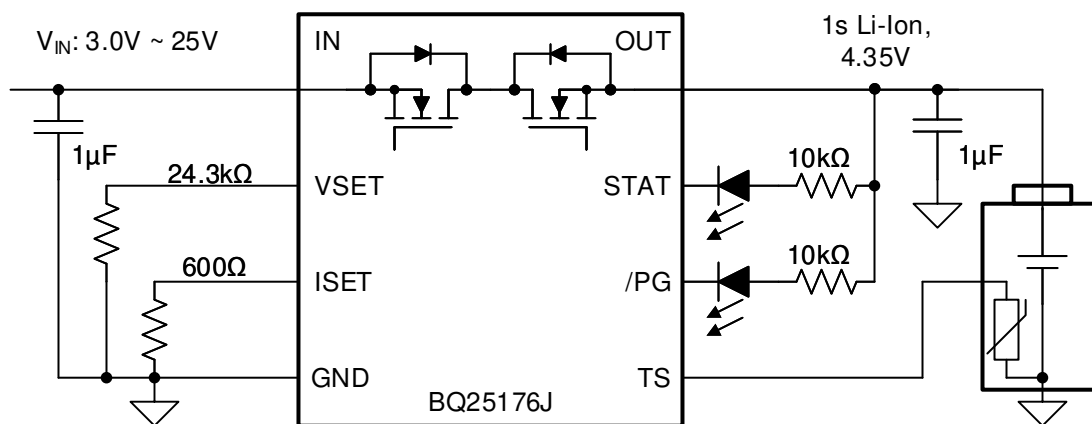 V_IN: 3.0V ~ 25V
IN
OUT
1s Li-Ion,
4.35V
1µF
24.3kΩ
VSET
STAT
10kΩ
1µF
600Ω
ISET
/PG
10kΩ
GND
TS
BQ25176J